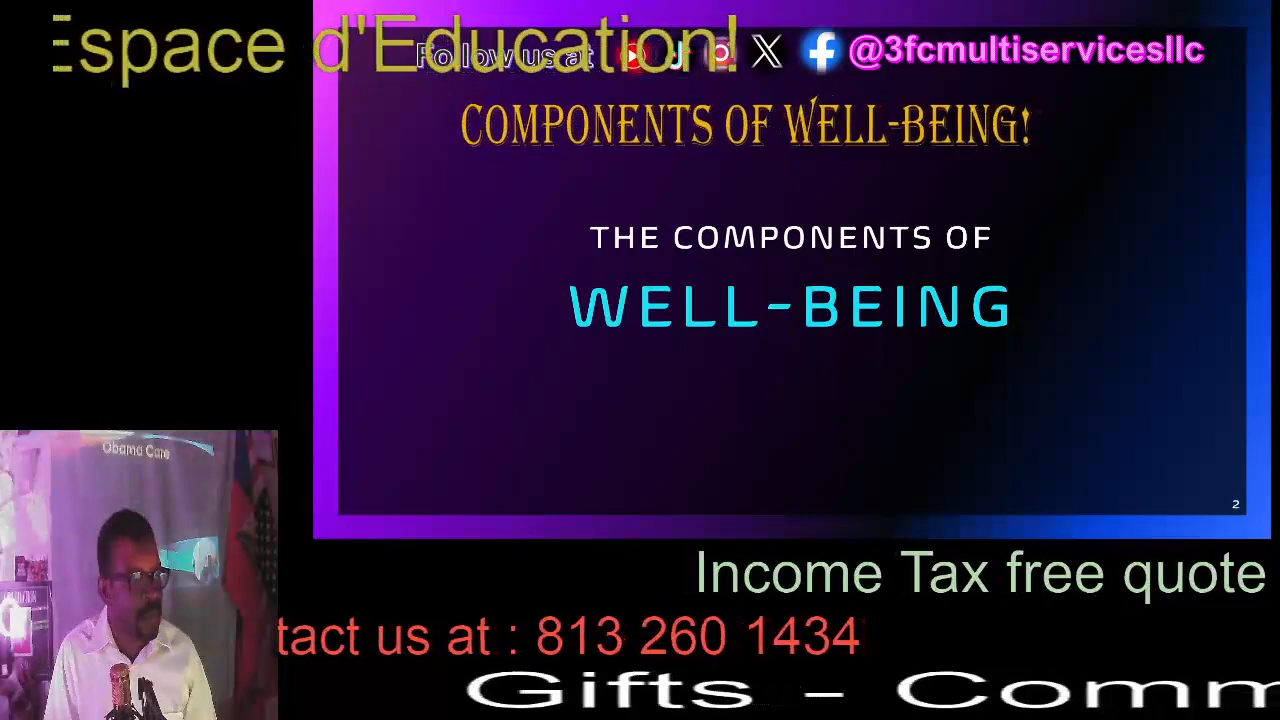 Espace d'Education!
Follow us at @3fcmultiservicesllc
COMPONENTS OF WELL-BEING!
THE COMPONENTS OF
WELL-BEING
2
Obama Care
Income Tax free quote
tact us at : 813 260 1434
Gifts - Comm